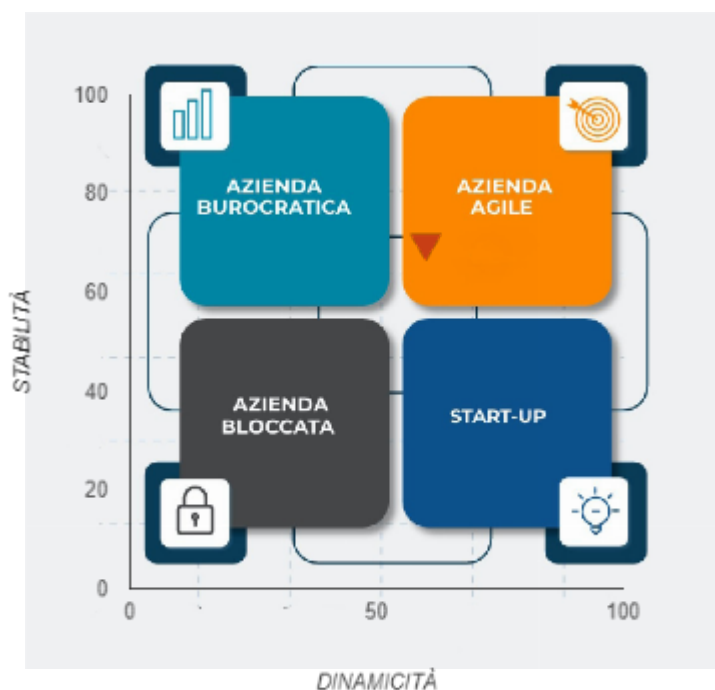 100
AZIENDA
BUROCRATICA
AZIENDA
AGILE
80
60
STABILITÀ
40
AZIENDA
BLOCCATA
START-UP
20
0
0
50
100
DINAMICITÀ